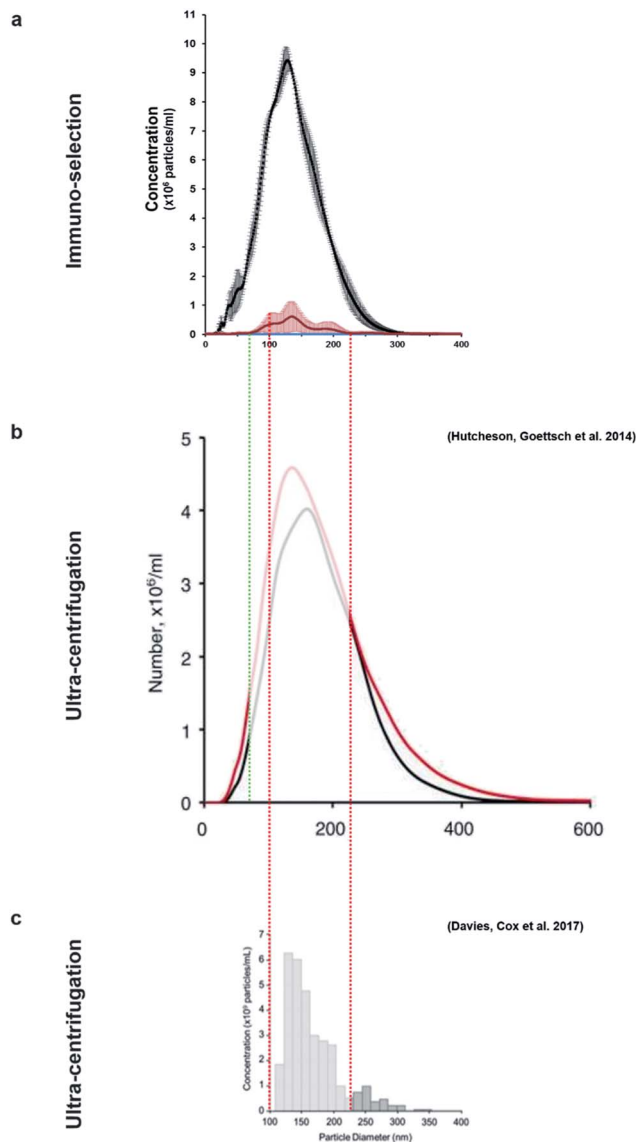 a
Immuno-selection
Concentration
(x10⁶ particles/ml)
11
10
9
8
7
6
5
4
3
2
1
0
0 100 200 300 400
b
(Hutcheson, Goettsch et al. 2014)
Ultra-centrifugation
Number, x10⁶/ml
5
4
3
2
1
0
0 200 400 600
c
(Davies, Cox et al. 2017)
Ultra-centrifugation
Concentration (x10⁹ particles/mL)
7
6
5
4
3
2
1
0
100 150 200 250 300 350 400
Particle Diameter (nm)